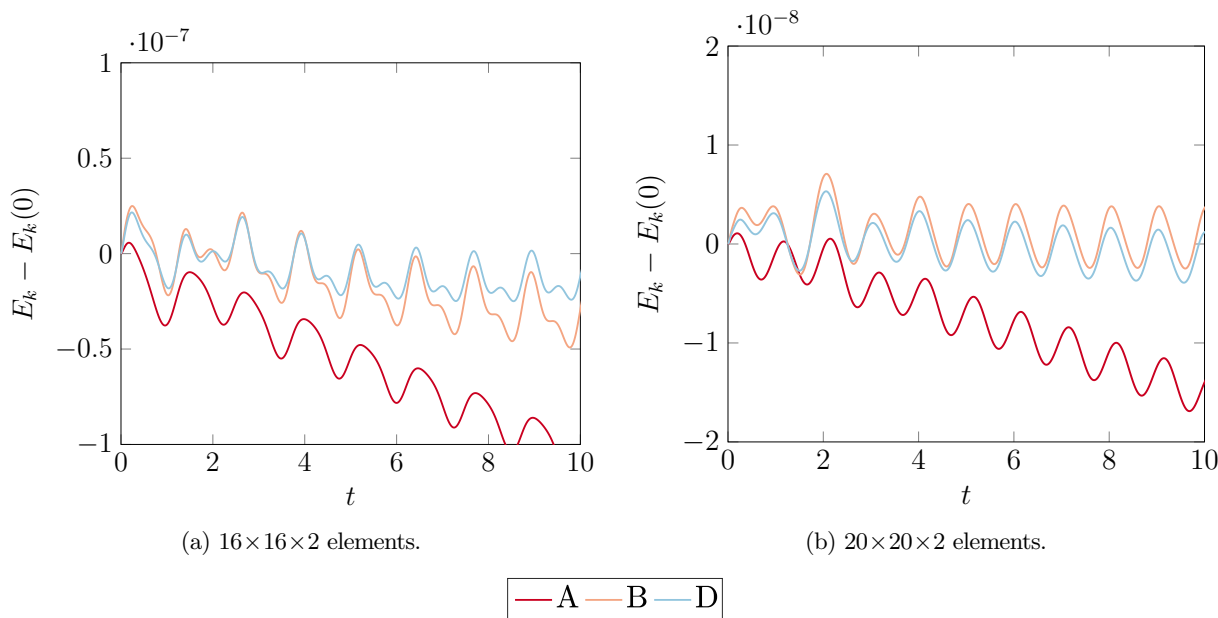 ·10⁻⁷
1
0.5
0
−0.5
−1
E_k − E_k(0)
0 2 4 6 8 10
t
(a) 16×16×2 elements.
·10⁻⁸
2
1
0
−1
−2
E_k − E_k(0)
0 2 4 6 8 10
t
(b) 20×20×2 elements.
A B D